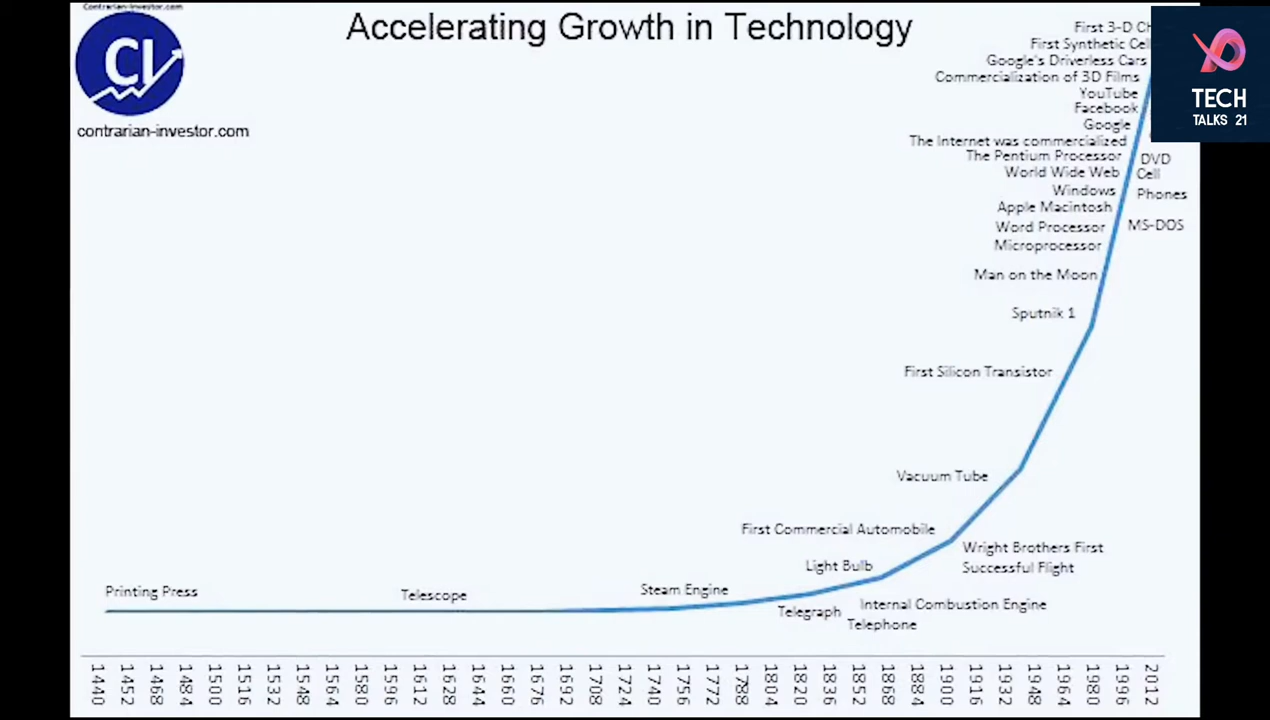 Contrarian-Investor.com
CI
contrarian-investor.com
Accelerating Growth in Technology
TECH
TALKS 21
First 3-D
First Synthetic
Google's Driverless Cars
Commercialization of 3D Films
YouTube
Facebook
Google
The Internet was commercialized
The Pentium Processor
DVD
World Wide Web
Cell
Windows
Phones
Apple Macintosh
Word Processor
MS-DOS
Microprocessor
Man on the Moon
Sputnik 1
First Silicon Transistor
Vacuum Tube
First Commercial Automobile
Wright Brothers First
Successful Flight
Light Bulb
Printing Press
Telescope
Steam Engine
Telegraph
Internal Combustion Engine
Telephone
1440 1452 1468 1484 1500 1516 1532 1548 1564 1580 1596 1612 1628 1644 1660 1676 1692 1708 1724 1740 1756 1772 1788 1804 1820 1836 1852 1868 1884 1900 1916 1932 1948 1964 1980 1996 2012